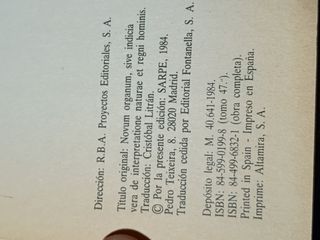 Dirección: R.B.A. Proyectos Editoriales, S. A.
Título original: Novum organum, sive indicia
vera de interpretatione naturae et regni hominis.
Traducción: Cristóbal Litrán.
© Por la presente edición: SARPE, 1984.
Pedro Teixeira, 8. 28020 Madrid.
Traducción cedida por Editorial Fontanella, S. A.
Depósito legal: M. 40.641-1984.
ISBN: 84-599-0199-8 (tomo 47.º).
ISBN: 84-499-6832-1 (obra completa).
Printed in Spain - Impreso en España.
Imprime: Altamira, S. A.